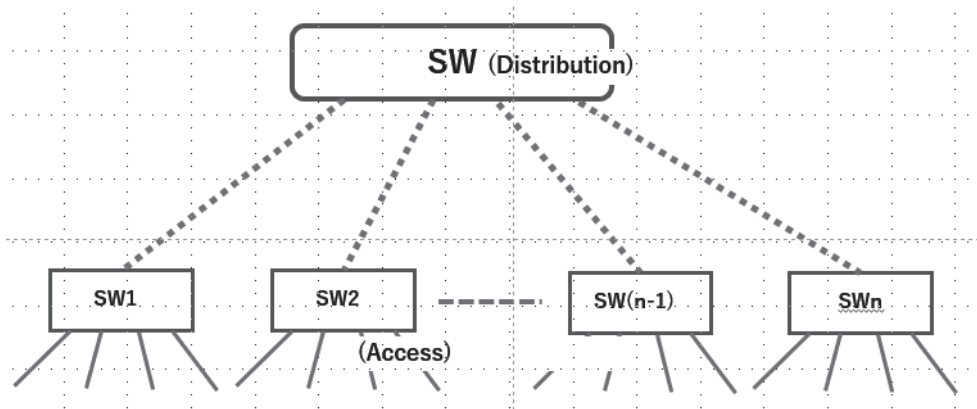 SW (Distribution)
SW1
SW2
SW(n-1)
SWn
(Access)